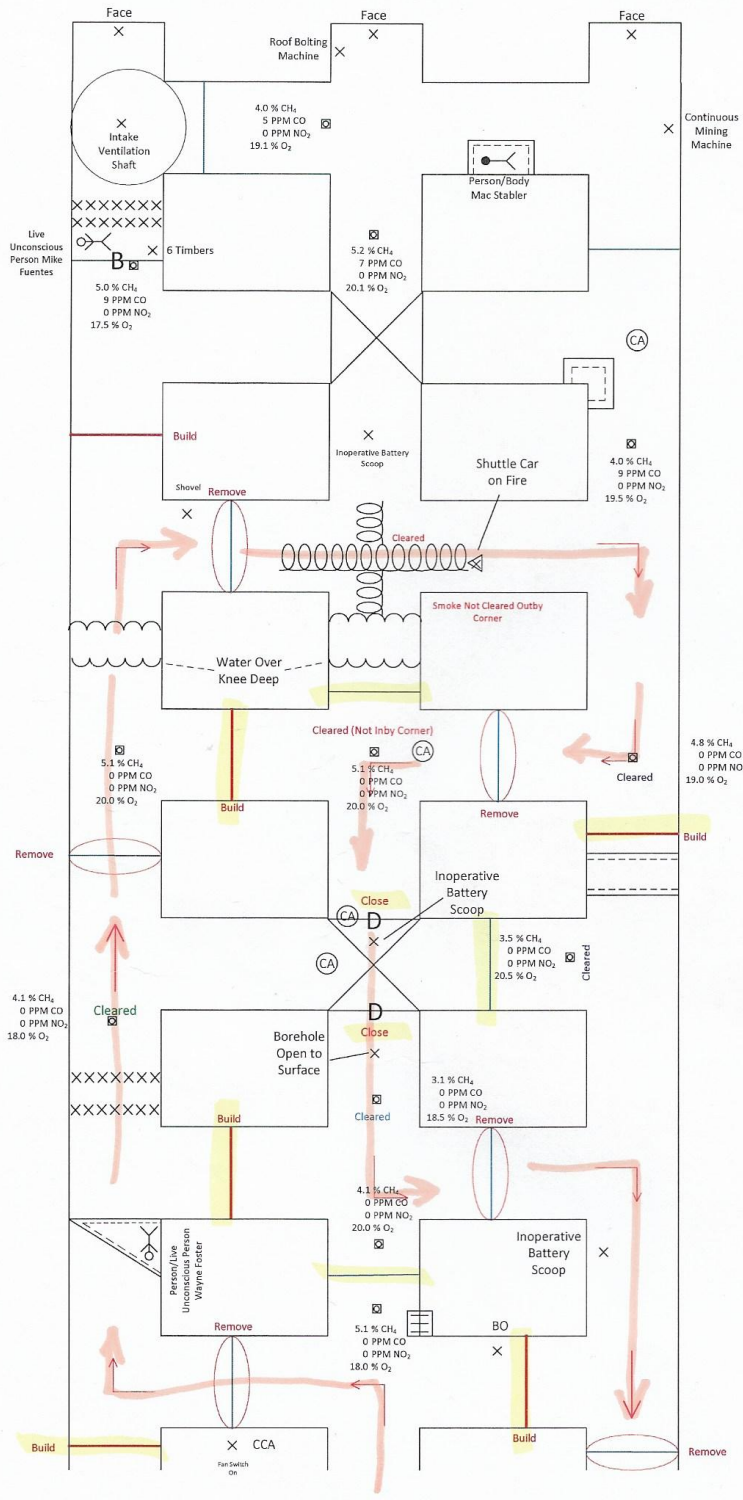 Face
Face
Face
Roof Bolting
Machine
4.0 % CH₄
5 PPM CO
0 PPM NO₂
19.1 % O₂
Intake
Ventilation
Shaft
Continuous
Mining
Machine
Person/Body
Mac Stabler
Live
Unconscious
Person Mike
Fuentes
6 Timbers
B
5.0 % CH₄
9 PPM CO
0 PPM NO₂
17.5 % O₂
5.2 % CH₄
7 PPM CO
0 PPM NO₂
20.1 % O₂
CA
Build
Inoperative Battery
Scoop
4.0 % CH₄
9 PPM CO
0 PPM NO₂
19.5 % O₂
Shuttle Car
on Fire
Shovel
Remove
Cleared
Smoke Not Cleared Outby
Corner
Water Over
Knee Deep
Cleared (Not Inby Corner)
CA
5.1 % CH₄
0 PPM CO
0 PPM NO₂
20.0 % O₂
5.1 % CH₄
0 PPM CO
0 PPM NO₂
20.0 % O₂
4.8 % CH₄
0 PPM CO
0 PPM NO
19.0 % O₂
Cleared
Build
Remove
Build
Remove
Inoperative
Battery
Scoop
Close
CA
D
CA
3.5 % CH₄
0 PPM CO
0 PPM NO₂
20.5 % O₂
Cleared
4.1 % CH₄
0 PPM CO
0 PPM NO₂
18.0 % O₂
Cleared
D
Close
Borehole
Open to
Surface
3.1 % CH₄
0 PPM CO
0 PPM NO₂
18.5 % O₂
Remove
Cleared
Build
4.1 % CH₄
0 PPM CO
0 PPM NO₂
20.0 % O₂
Person/Live
Unconscious Person
Wayne Foster
Inoperative
Battery
Scoop
Remove
5.1 % CH₄
0 PPM CO
0 PPM NO₂
18.0 % O₂
BO
Build
CCA
Fan Switch
On
Build
Remove